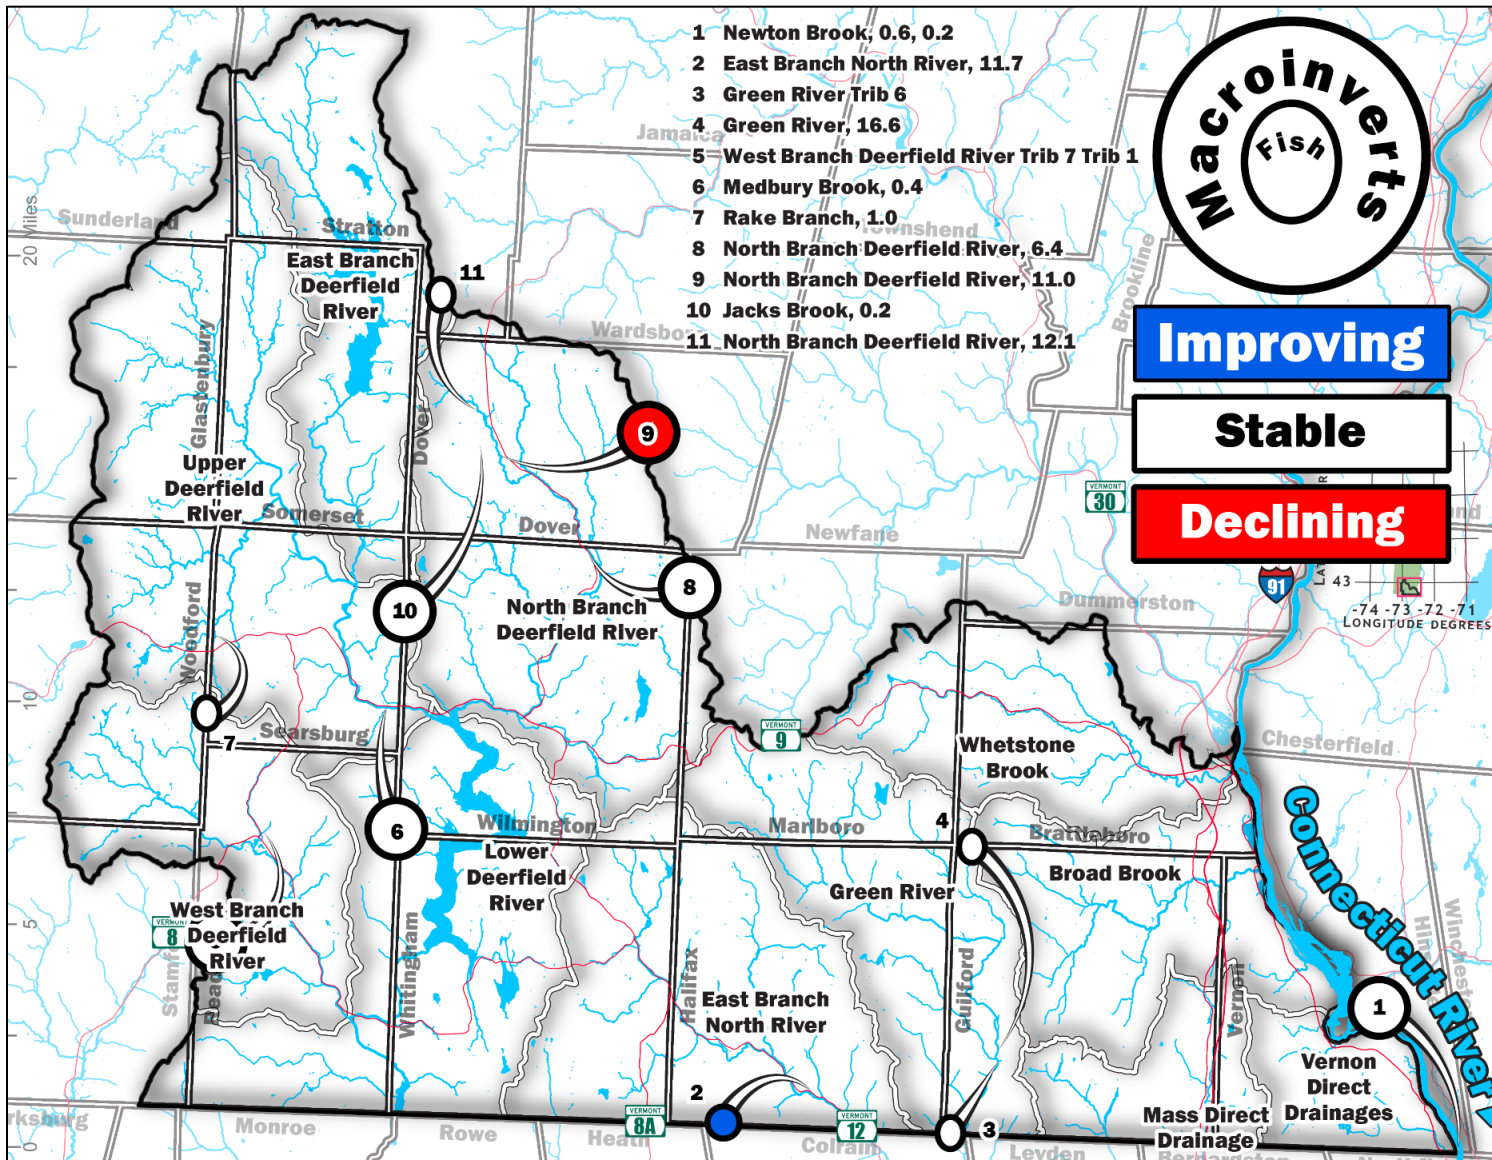 1 Newton Brook, 0.6, 0.2
2 East Branch North River, 11.7
3 Green River Trib 6
4 Green River, 16.6
5 West Branch Deerfield River Trib 7 Trib 1
6 Medbury Brook, 0.4
7 Rake Branch, 1.0
8 North Branch Deerfield River, 6.4
9 North Branch Deerfield River, 11.0
10 Jacks Brook, 0.2
11 North Branch Deerfield River, 12.1
Macroinverts
Fish
Improving
Stable
Declining
Jamaica
Townshend
Brookline
Wardsboro
Sunderland
Stratton
20 Miles
East Branch
Deerfield
River
11
Glastenbury
Dover
9
Upper
Deerfield
River
Somerset
Dover
Newfane
VERMONT
30
91
43
-74 -73 -72 -71
LONGITUDE DEGREES
Woodford
10
8
North Branch
Deerfield River
Dummerston
10
7
Searsburg
VERMONT
9
Whetstone
Brook
Chesterfield
6
Wilmington
Marlboro
4
Brattleboro
Lower
Deerfield
River
Green River
Broad Brook
Connecticut River
West Branch
Deerfield
River
VERMONT
8
5
Whitingham
Halifax
Guilford
Vernon
Winchester
East Branch
North River
1
Vernon
Direct
Drainages
2
Mass Direct
Drainage
3
VERMONT
8A
VERMONT
12
0
Monroe
Rowe
Heath
Colrain
Leyden